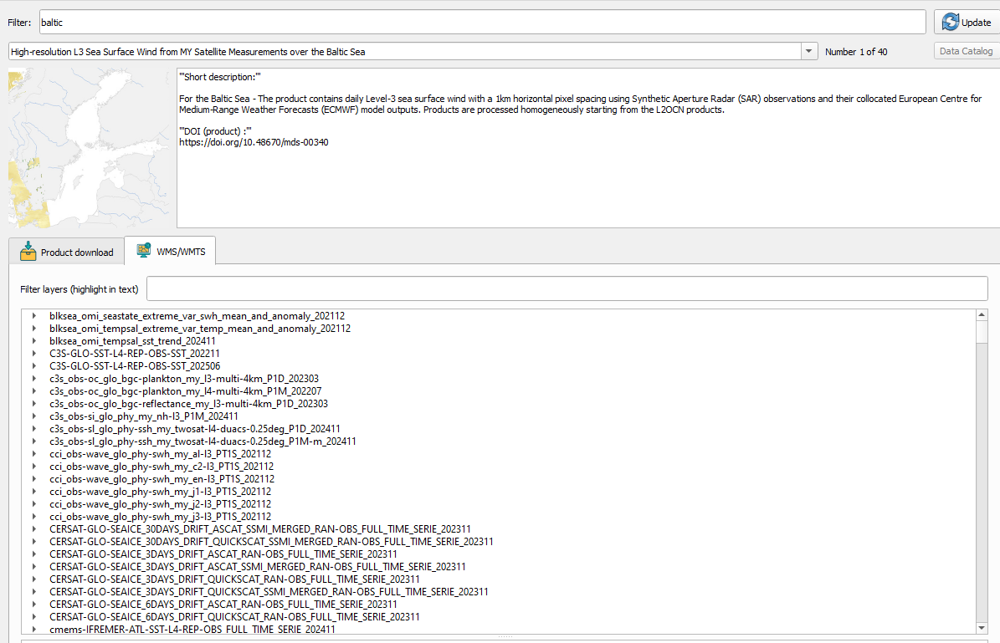 Filter: baltic Update
High-resolution L3 Sea Surface Wind from MY Satellite Measurements over the Baltic Sea Number 1 of 40 Data Catalog
'''Short description:'''
For the Baltic Sea - The product contains daily Level-3 sea surface wind with a 1km horizontal pixel spacing using Synthetic Aperture Radar (SAR) observations and their collocated European Centre for
Medium-Range Weather Forecasts (ECMWF) model outputs. Products are processed homogeneously starting from the L2OCN products.
'''DOI (product) :'''
https://doi.org/10.48670/mds-00340
Product download WMS/WMTS
Filter layers (highlight in text)
blksea_omi_seastate_extreme_var_swh_mean_and_anomaly_202112
blksea_omi_tempsal_extreme_var_temp_mean_and_anomaly_202112
blksea_omi_tempsal_sst_trend_202411
C3S-GLO-SST-L4-REP-OBS-SST_202211
C3S-GLO-SST-L4-REP-OBS-SST_202506
c3s_obs-oc_glo_bgc-plankton_my_l3-multi-4km_P1D_202303
c3s_obs-oc_glo_bgc-plankton_my_l4-multi-4km_P1M_202207
c3s_obs-oc_glo_bgc-reflectance_my_l3-multi-4km_P1D_202303
c3s_obs-si_glo_phy_my_nh-l3_P1M_202411
c3s_obs-sl_glo_phy-ssh_my_twosat-l4-duacs-0.25deg_P1D_202411
c3s_obs-sl_glo_phy-ssh_my_twosat-l4-duacs-0.25deg_P1M-m_202411
cci_obs-wave_glo_phy-swh_my_al-l3_PT1S_202112
cci_obs-wave_glo_phy-swh_my_c2-l3_PT1S_202112
cci_obs-wave_glo_phy-swh_my_en-l3_PT1S_202112
cci_obs-wave_glo_phy-swh_my_j1-l3_PT1S_202112
cci_obs-wave_glo_phy-swh_my_j2-l3_PT1S_202112
cci_obs-wave_glo_phy-swh_my_j3-l3_PT1S_202112
CERSAT-GLO-SEAICE_30DAYS_DRIFT_ASCAT_SSMI_MERGED_RAN-OBS_FULL_TIME_SERIE_202311
CERSAT-GLO-SEAICE_30DAYS_DRIFT_QUICKSCAT_SSMI_MERGED_RAN-OBS_FULL_TIME_SERIE_202311
CERSAT-GLO-SEAICE_3DAYS_DRIFT_ASCAT_RAN-OBS_FULL_TIME_SERIE_202311
CERSAT-GLO-SEAICE_3DAYS_DRIFT_ASCAT_SSMI_MERGED_RAN-OBS_FULL_TIME_SERIE_202311
CERSAT-GLO-SEAICE_3DAYS_DRIFT_QUICKSCAT_RAN-OBS_FULL_TIME_SERIE_202311
CERSAT-GLO-SEAICE_3DAYS_DRIFT_QUICKSCAT_SSMI_MERGED_RAN-OBS_FULL_TIME_SERIE_202311
CERSAT-GLO-SEAICE_6DAYS_DRIFT_ASCAT_RAN-OBS_FULL_TIME_SERIE_202311
CERSAT-GLO-SEAICE_6DAYS_DRIFT_QUICKSCAT_RAN-OBS_FULL_TIME_SERIE_202311
cmems-IFREMER-ATL-SST-L4-REP-OBS_FULL_TIME_SERIE_202411